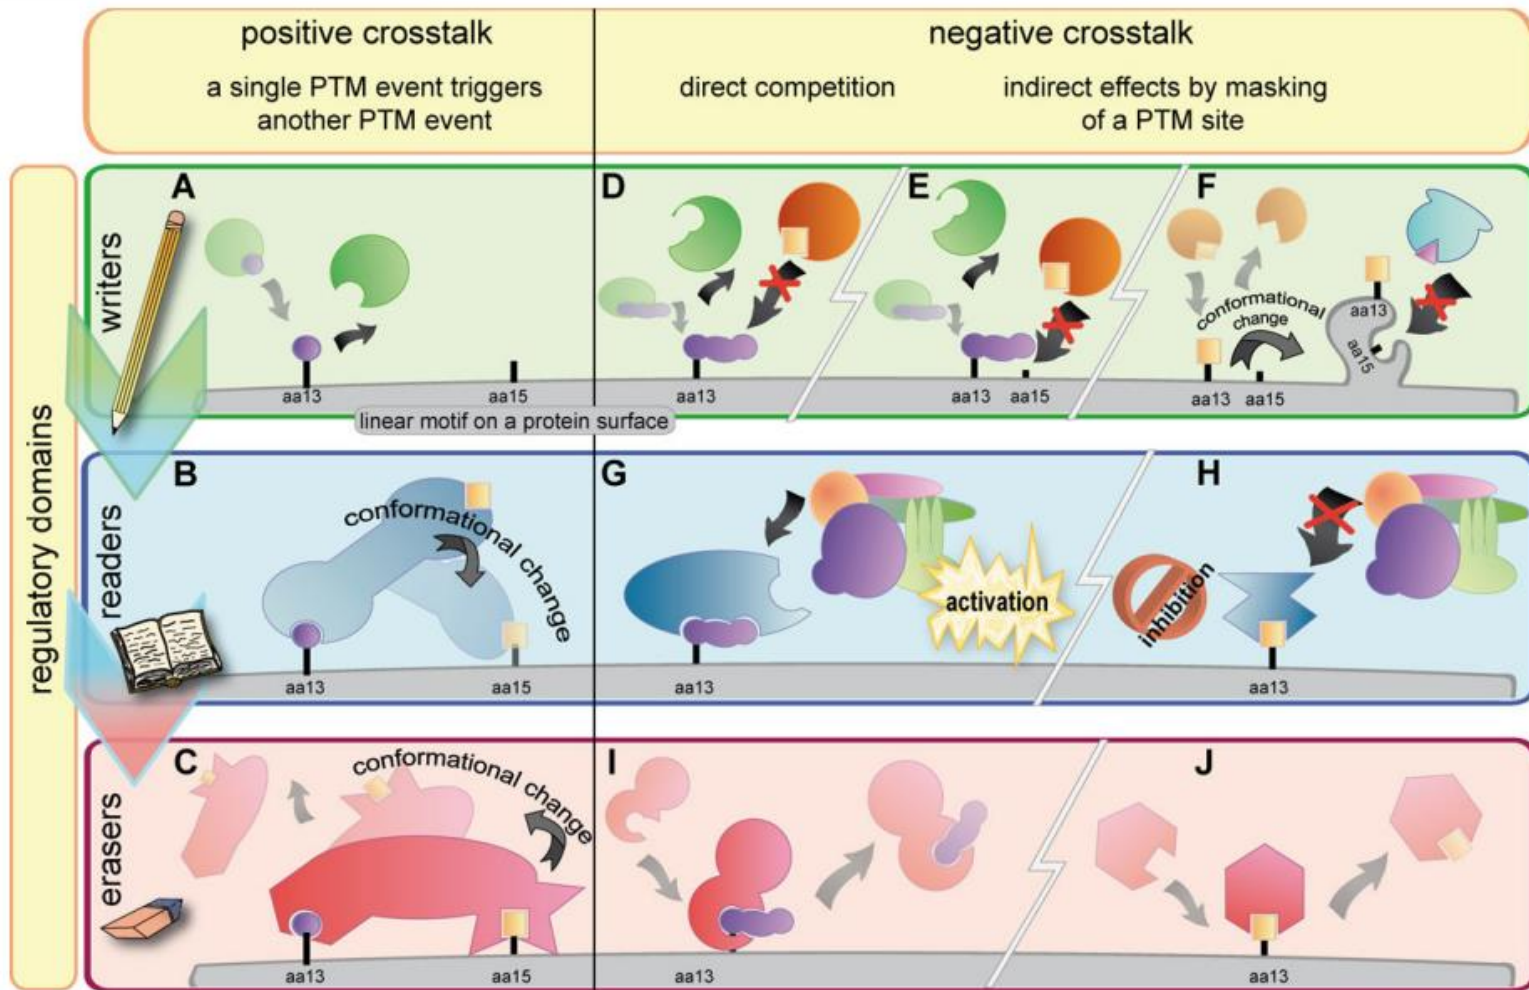 positive crosstalk
a single PTM event triggers
another PTM event
negative crosstalk
direct competition
indirect effects by masking
of a PTM site
regulatory domains
writers
A
aa13
aa15
linear motif on a protein surface
D
aa13
E
aa13
aa15
F
conformational
change
aa13
aa15
aa13
aa15
readers
B
conformational change
aa13
aa15
G
activation
aa13
H
inhibition
aa13
erasers
C
conformational change
aa13
aa15
I
aa13
J
aa13